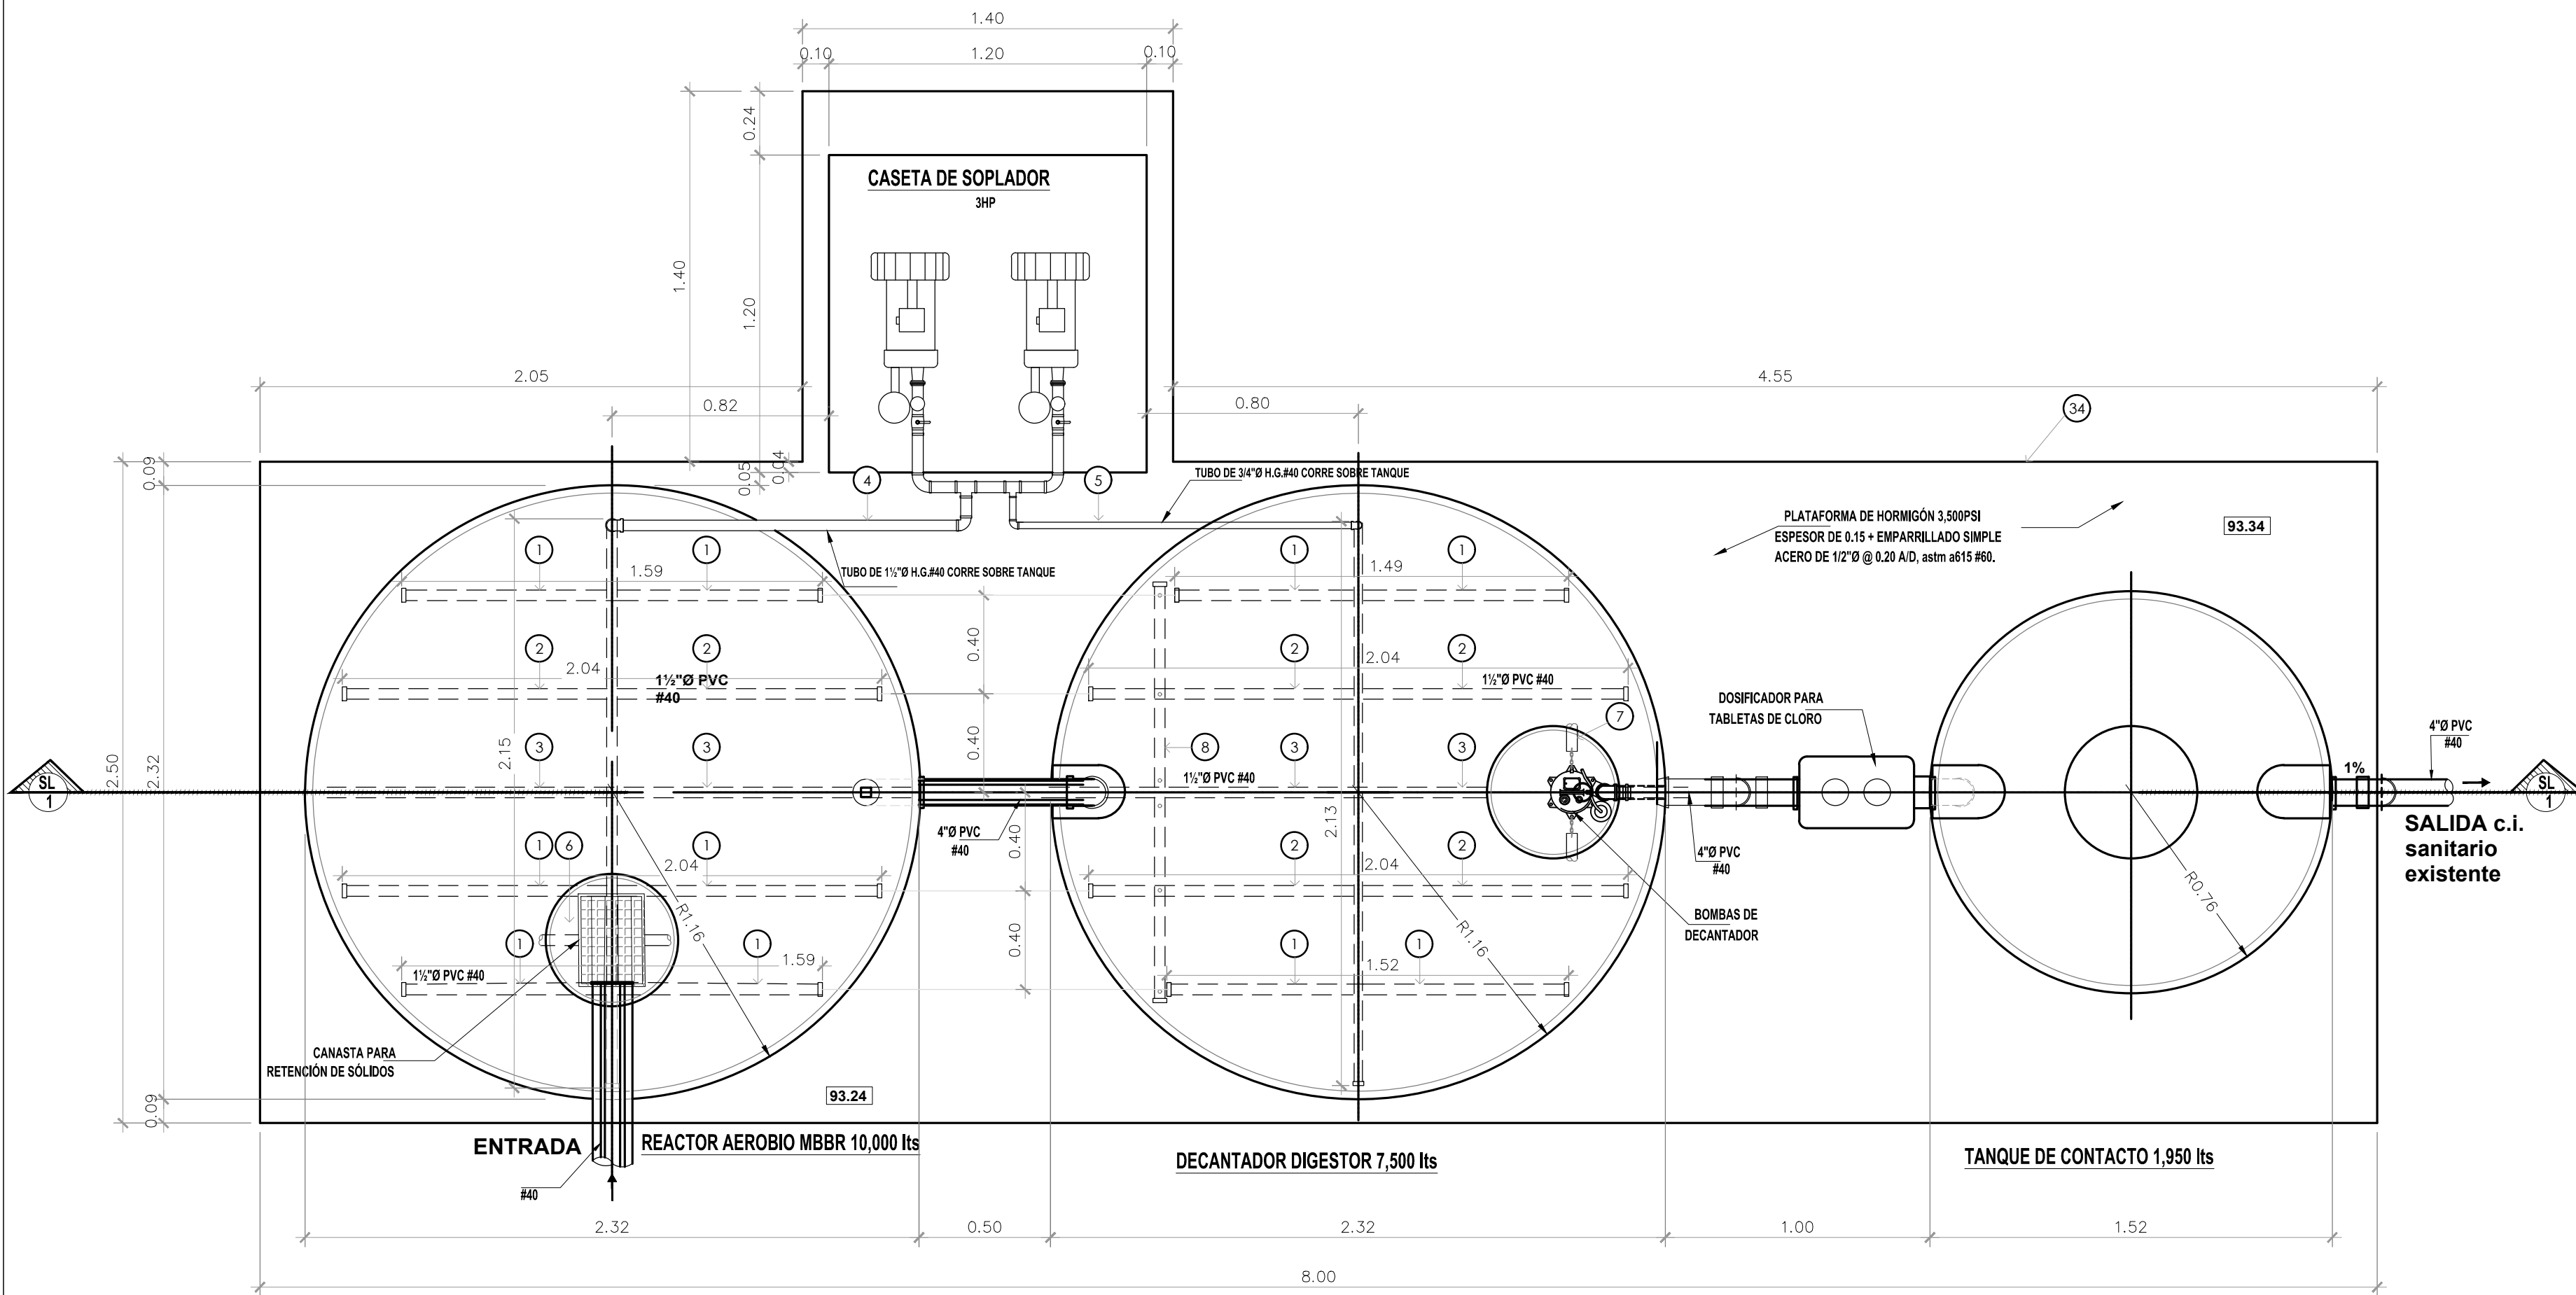 1.40
0.10
1.20
0.10
0.24
CASETA DE SOPLADOR
3HP
1.40
1.20
2.05
4.55
0.82
0.80
34
0.09
0.05
0.04
4
5
TUBO DE 3/4"Ø H.G.#40 CORRE SOBRE TANQUE
PLATAFORMA DE HORMIGÓN 3,500PSI
ESPESOR DE 0.15 + EMPARRILLADO SIMPLE
ACERO DE 1/2"Ø @ 0.20 A/D, astm a615 #60.
93.34
1
1
1
1
1.59
TUBO DE 1½"Ø H.G.#40 CORRE SOBRE TANQUE
1.49
0.40
2
2
2
2
2.04
1½"Ø PVC
#40
2.04
1½"Ø PVC #40
DOSIFICADOR PARA
TABLETAS DE CLORO
7
4"Ø PVC
#40
2.50
2.32
2.15
3
3
0.40
8
3
3
1½"Ø PVC #40
1%
SL
1
SL
1
SALIDA c.i.
sanitario
existente
4"Ø PVC
#40
0.40
2.13
4"Ø PVC
#40
1
6
1
2.04
2
2
2.04
R1.16
R1.16
R0.76
BOMBAS DE
DECANTADOR
1
1
1.59
0.40
1
1
1.52
1½"Ø PVC #40
CANASTA PARA
RETENCIÓN DE SÓLIDOS
93.24
0.09
ENTRADA
REACTOR AEROBIO MBBR 10,000 lts
DECANTADOR DIGESTOR 7,500 lts
TANQUE DE CONTACTO 1,950 lts
#40
2.32
0.50
2.32
1.00
1.52
8.00